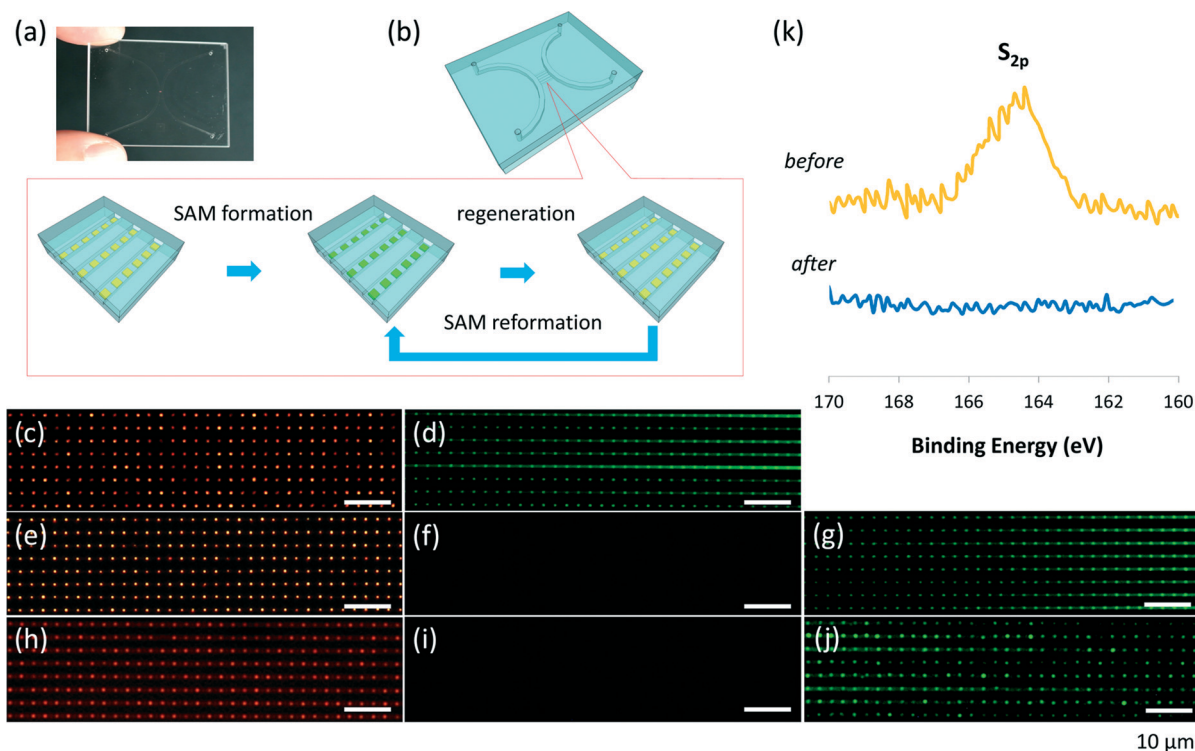 (a)
(b)
SAM formation
regeneration
SAM reformation
(k)
S2p
before
after
170 168 166 164 162 160
Binding Energy (eV)
(c)
(d)
(e)
(f)
(g)
(h)
(i)
(j)
10 μm